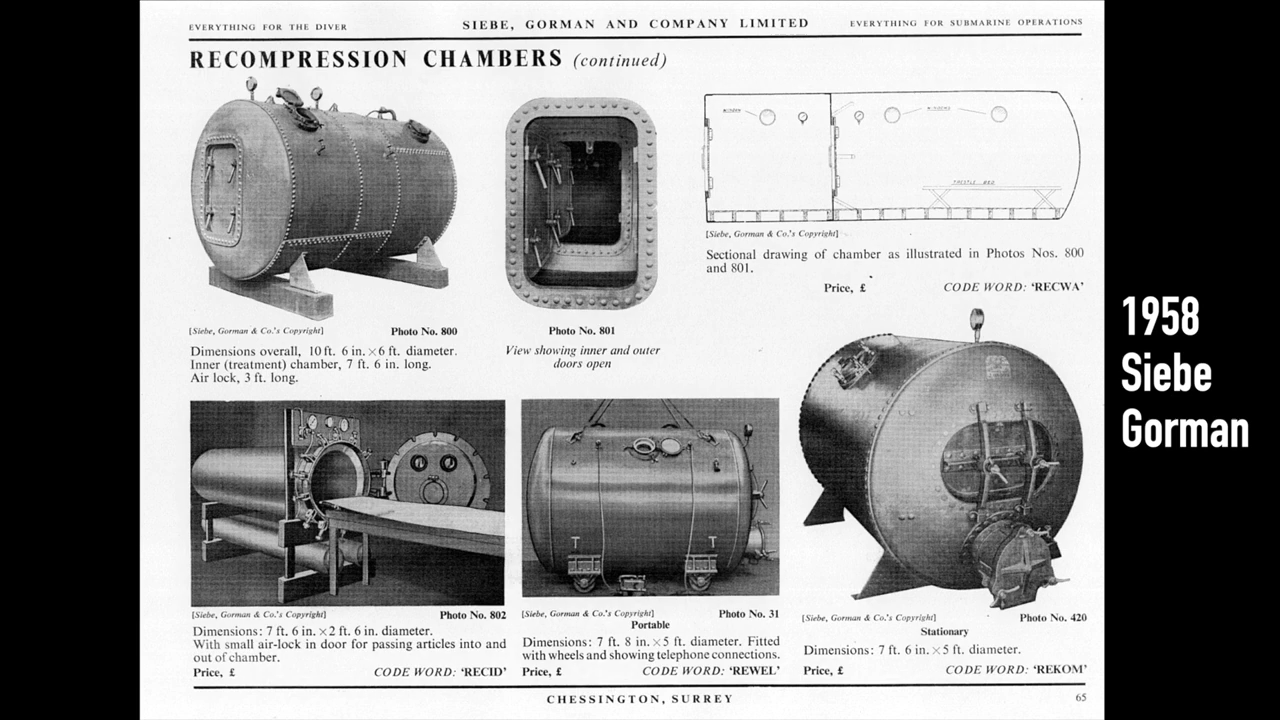 EVERYTHING FOR THE DIVER
SIEBE, GORMAN AND COMPANY LIMITED
EVERYTHING FOR SUBMARINE OPERATIONS
RECOMPRESSION CHAMBERS (continued)
WINDOW
WINDOWS
TRESTLE BED
[Siebe, Gorman & Co.'s Copyright]
Sectional drawing of chamber as illustrated in Photos Nos. 800
and 801.
Price, £
CODE WORD: ‘RECWA’
[Siebe, Gorman & Co.'s Copyright]
Photo No. 800
Dimensions overall, 10 ft. 6 in. × 6 ft. diameter.
Inner (treatment) chamber, 7 ft. 6 in. long.
Air lock, 3 ft. long.
Photo No. 801
View showing inner and outer
doors open
[Siebe, Gorman & Co.'s Copyright]
Photo No. 802
Dimensions: 7 ft. 6 in. × 2 ft. 6 in. diameter.
With small air-lock in door for passing articles into and
out of chamber.
Price, £
CODE WORD: ‘RECID’
[Siebe, Gorman & Co.'s Copyright]
Photo No. 31
Portable
Dimensions: 7 ft. 8 in. × 5 ft. diameter. Fitted
with wheels and showing telephone connections.
Price, £
CODE WORD: ‘REWEL’
[Siebe, Gorman & Co.'s Copyright]
Photo No. 420
Stationary
Dimensions: 7 ft. 6 in. × 5 ft. diameter.
Price, £
CODE WORD: ‘REKOM’
CHESSINGTON, SURREY
65
1958
Siebe
Gorman